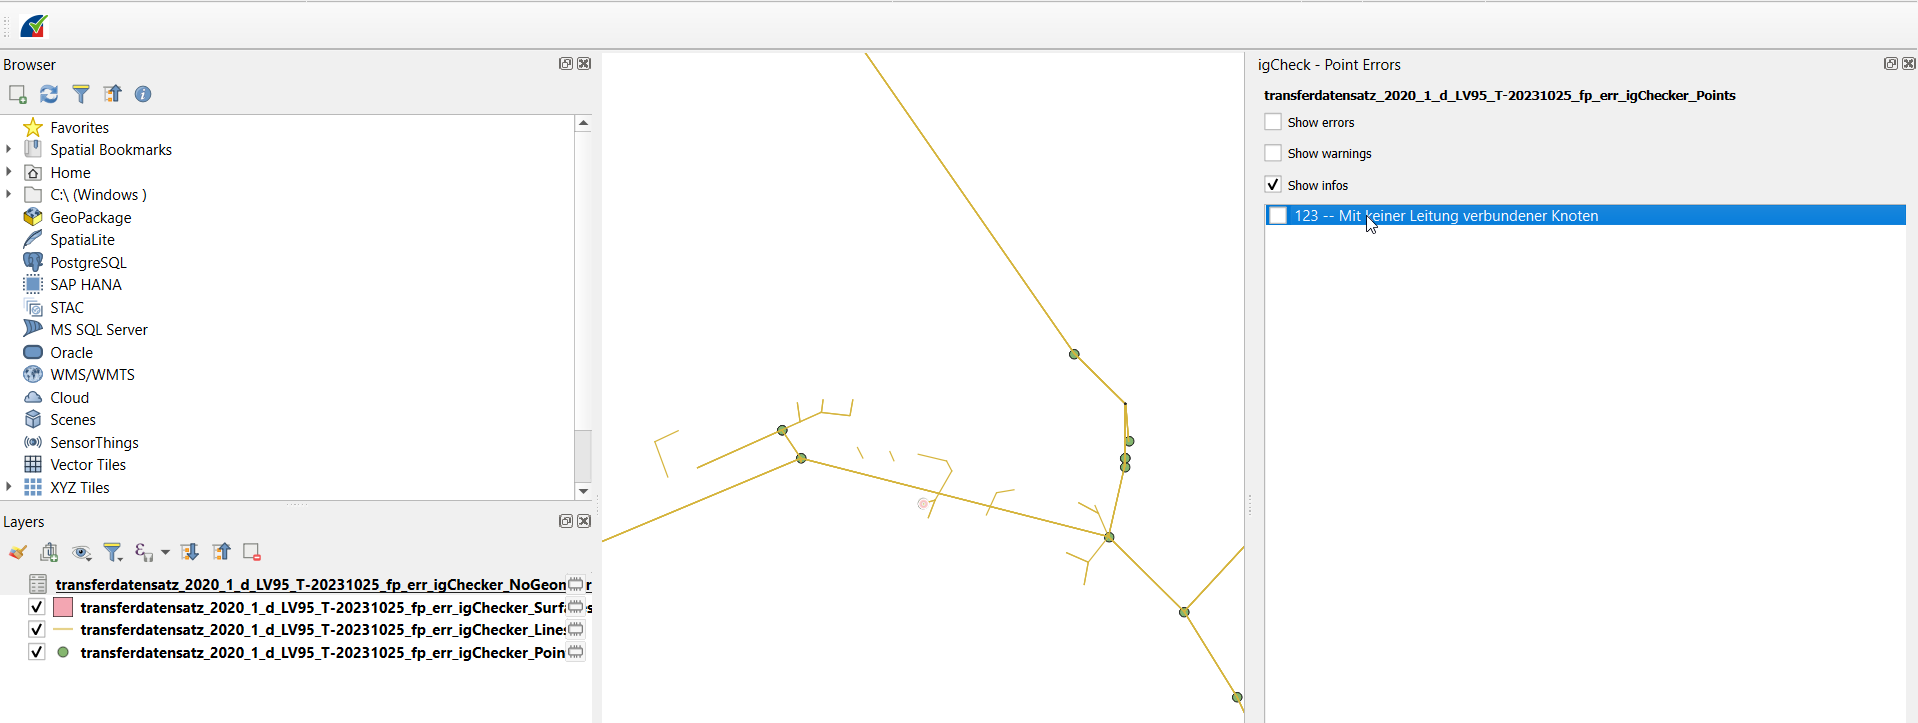 Browser
Favorites
Spatial Bookmarks
Home
C:\ (Windows )
GeoPackage
SpatiaLite
PostgreSQL
SAP HANA
STAC
MS SQL Server
Oracle
WMS/WMTS
Cloud
Scenes
SensorThings
Vector Tiles
XYZ Tiles
Layers
transferdatensatz_2020_1_d_LV95_T-20231025_fp_err_igChecker_NoGeom
transferdatensatz_2020_1_d_LV95_T-20231025_fp_err_igChecker_Surf
transferdatensatz_2020_1_d_LV95_T-20231025_fp_err_igChecker_Lines
transferdatensatz_2020_1_d_LV95_T-20231025_fp_err_igChecker_Poin
igCheck - Point Errors
transferdatensatz_2020_1_d_LV95_T-20231025_fp_err_igChecker_Points
Show errors
Show warnings
Show infos
123 -- Mit keiner Leitung verbundener Knoten